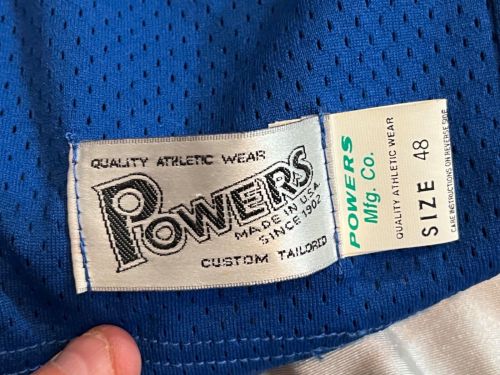 QUALITY ATHLETIC WEAR
POWERS
MADE IN U.S.A.
SINCE 1902
CUSTOM TAILORED
POWERS
Mfg. Co.
QUALITY ATHLETIC WEAR
SIZE 48
CARE INSTRUCTIONS ON REVERSE SIDE